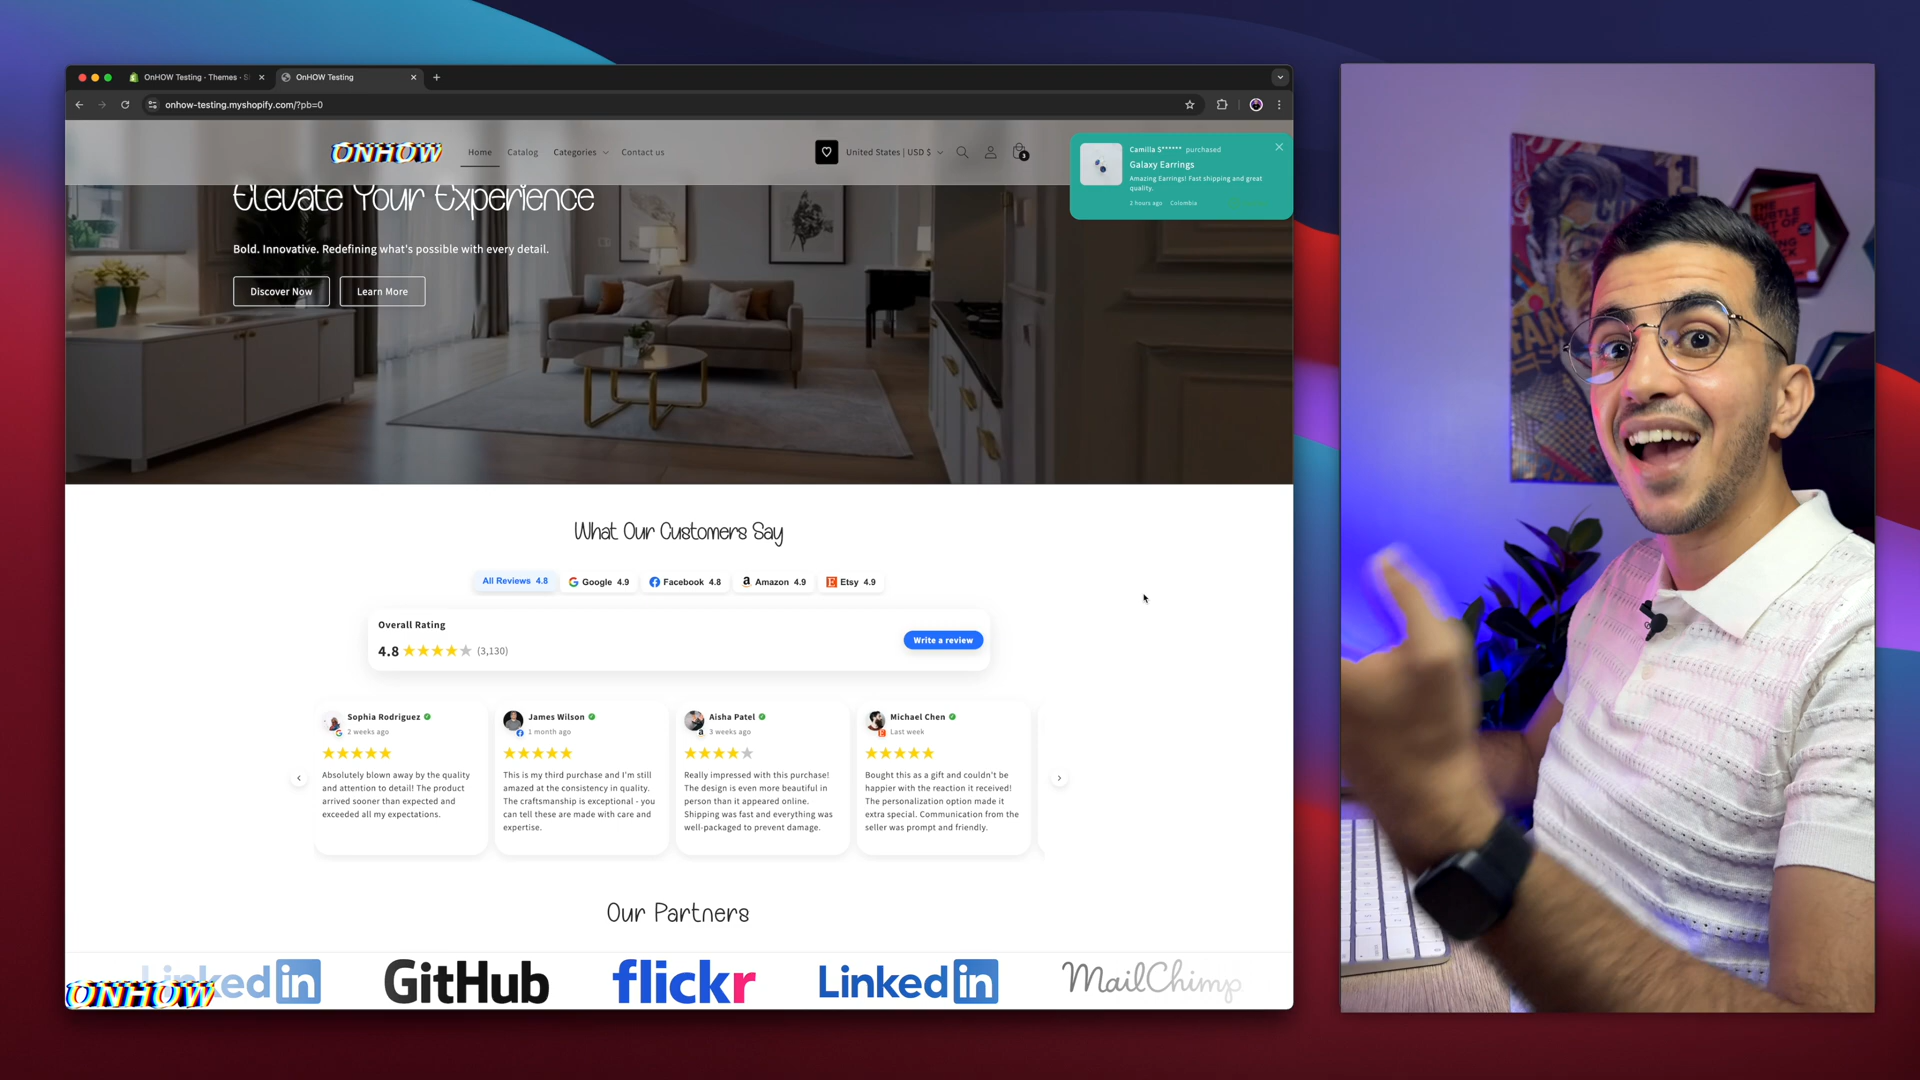 OnHOW Testing - Themes - S
OnHOW Testing
onhow-testing.myshopify.com/?pb=0
ONHOW
Home
Catalog
Categories
Contact us
United States | USD $
3
Camilla S****** purchased
Galaxy Earrings
Amazing Earrings! Fast shipping and great
quality.
2 hours ago Colombia
Elevate Your Experience
Bold. Innovative. Redefining what's possible with every detail.
Discover Now
Learn More
What Our Customers Say
All Reviews 4.8
Google 4.9
Facebook 4.8
Amazon 4.9
Etsy 4.9
Overall Rating
4.8 (3,130)
Write a review
Sophia Rodriguez
2 weeks ago
Absolutely blown away by the quality
and attention to detail! The product
arrived sooner than expected and
exceeded all my expectations.
James Wilson
1 month ago
This is my third purchase and I'm still
amazed at the consistency in quality.
The craftsmanship is exceptional - you
can tell these are made with care and
expertise.
Aisha Patel
3 weeks ago
Really impressed with this purchase!
The design is even more beautiful in
person than it appeared online.
Shipping was fast and everything was
well-packaged to prevent damage.
Michael Chen
Last week
Bought this as a gift and couldn't be
happier with the reaction it received!
The personalization option made it
extra special. Communication from the
seller was prompt and friendly.
Our Partners
LinkedIn
GitHub
flickr
LinkedIn
MailChimp
ONHOW
THE
SUBTLE